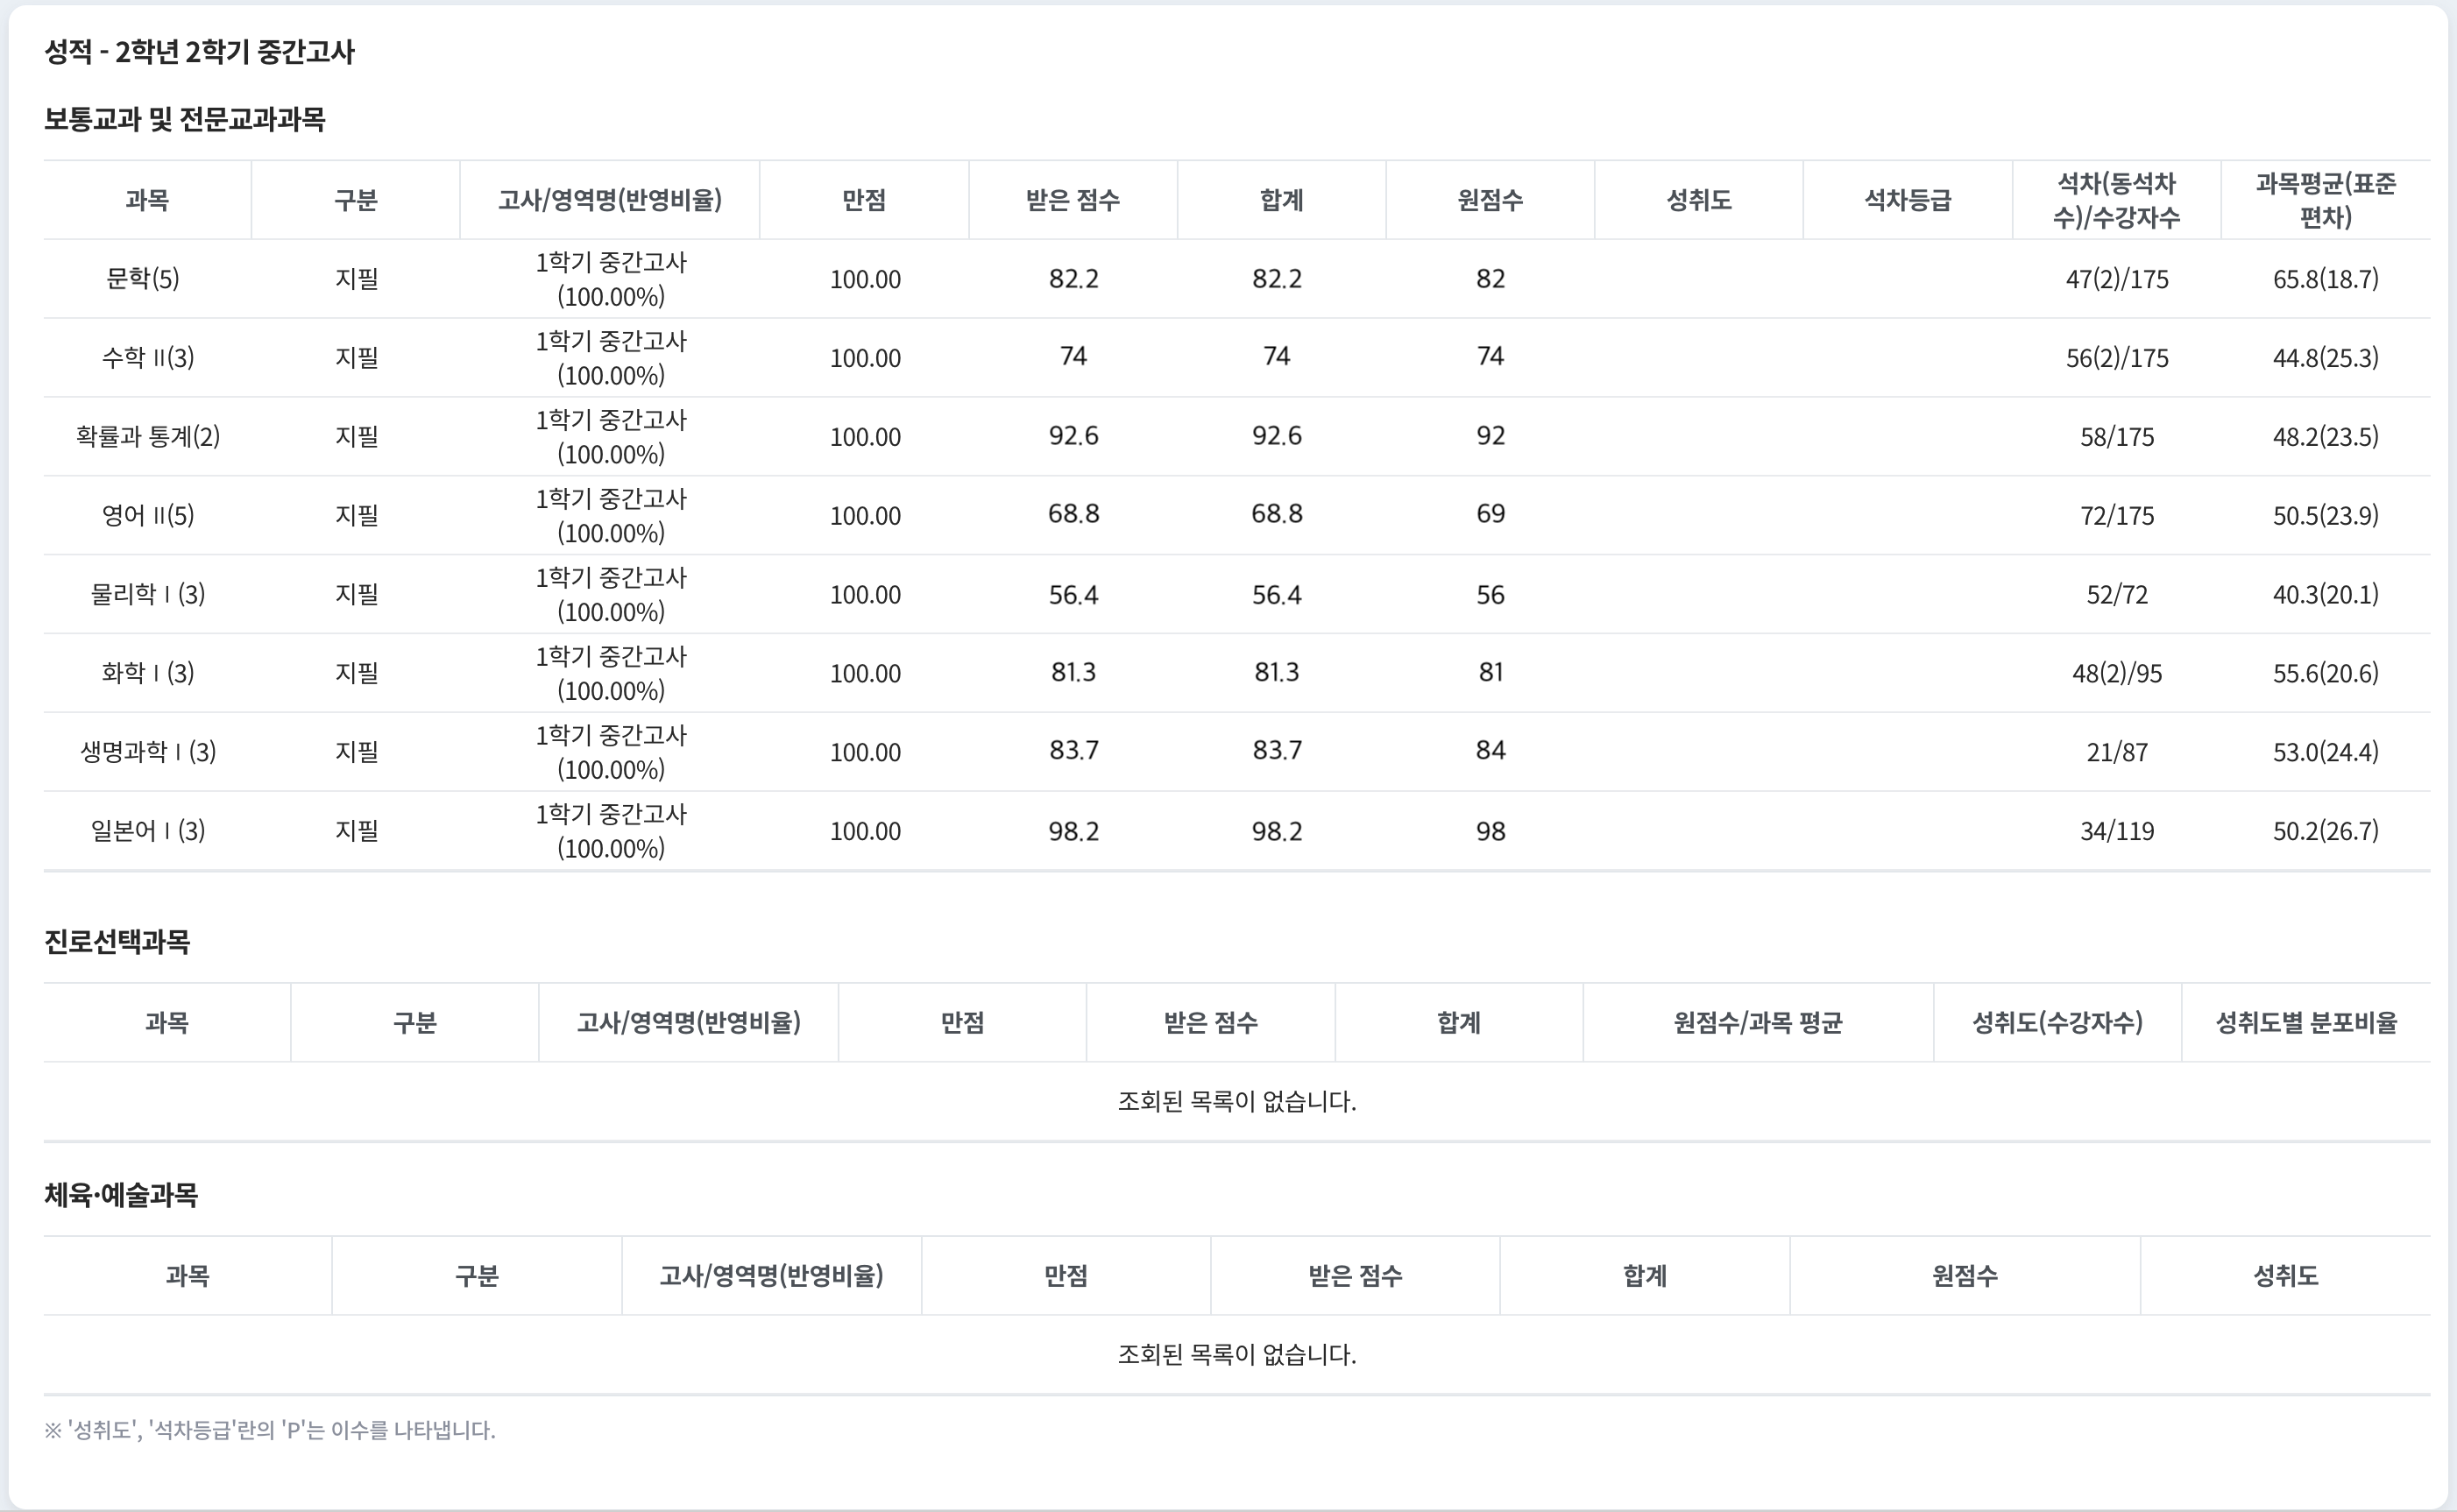 성적 - 2학년 2학기 중간고사
보통교과 및 전문교과과목
과목 구분 고사/영역명(반영비율) 만점 받은 점수 합계 원점수 성취도 석차등급 석차(동석차수)/수강자수 과목평균(표준편차)
문학(5) 지필 1학기 중간고사 (100.00%) 100.00 82.2 82.2 82 47(2)/175 65.8(18.7)
수학 II(3) 지필 1학기 중간고사 (100.00%) 100.00 74 74 74 56(2)/175 44.8(25.3)
확률과 통계(2) 지필 1학기 중간고사 (100.00%) 100.00 92.6 92.6 92 58/175 48.2(23.5)
영어 II(5) 지필 1학기 중간고사 (100.00%) 100.00 68.8 68.8 69 72/175 50.5(23.9)
물리학 I (3) 지필 1학기 중간고사 (100.00%) 100.00 56.4 56.4 56 52/72 40.3(20.1)
화학 I (3) 지필 1학기 중간고사 (100.00%) 100.00 81.3 81.3 81 48(2)/95 55.6(20.6)
생명과학 I (3) 지필 1학기 중간고사 (100.00%) 100.00 83.7 83.7 84 21/87 53.0(24.4)
일본어 I (3) 지필 1학기 중간고사 (100.00%) 100.00 98.2 98.2 98 34/119 50.2(26.7)
진로선택과목
과목 구분 고사/영역명(반영비율) 만점 받은 점수 합계 원점수/과목 평균 성취도(수강자수) 성취도별 분포비율
조회된 목록이 없습니다.
체육·예술과목
과목 구분 고사/영역명(반영비율) 만점 받은 점수 합계 원점수 성취도
조회된 목록이 없습니다.
※ '성취도', '석차등급'란의 'P'는 이수를 나타냅니다.